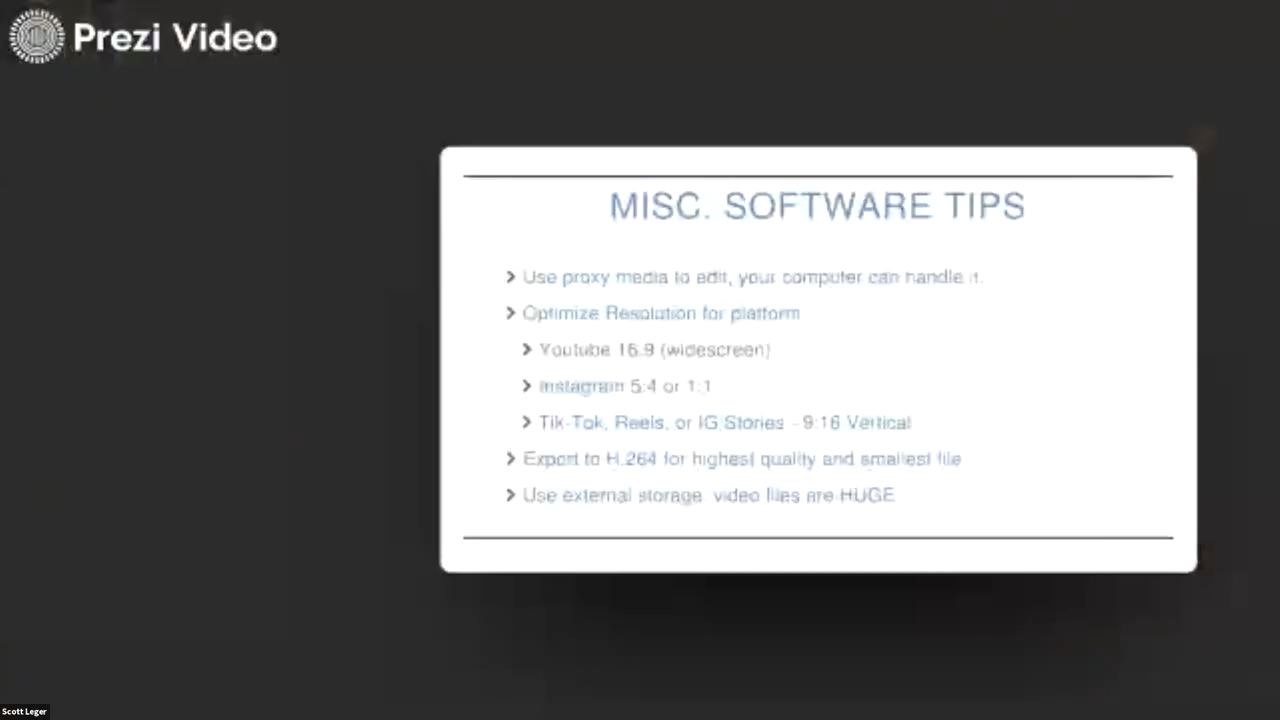 Prezi Video
MISC. SOFTWARE TIPS
Use proxy media to edit, your computer can handle it.
Optimize Resolution for platform
Youtube 16:9 (widescreen)
Instagram 5:4 or 1:1
Tik-Tok, Reels, or IG Stories - 9:16 Vertical
Export to H.264 for highest quality and smallest file
Use external storage, video files are HUGE
Scott Leger